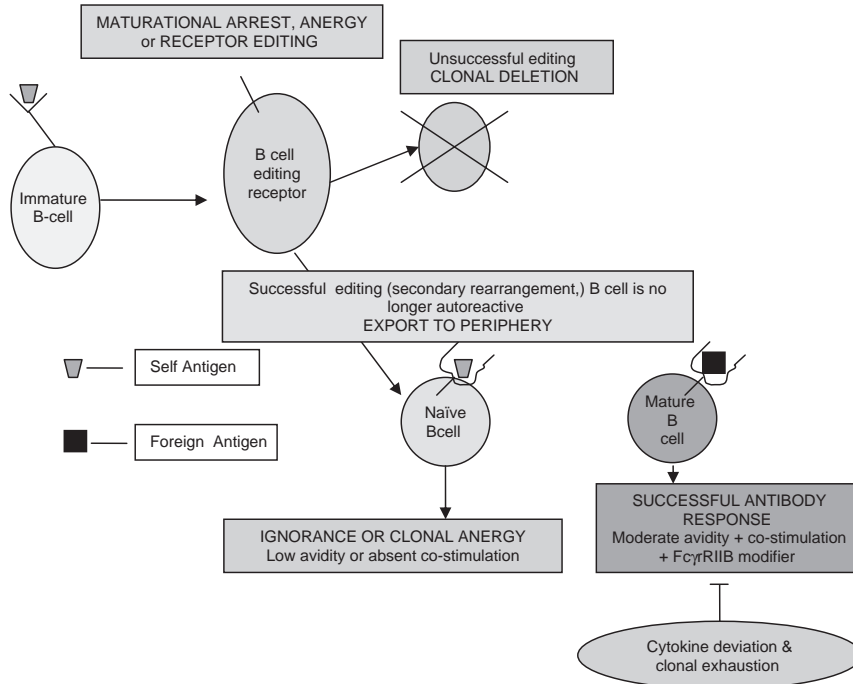 MATURATIONAL ARREST, ANERGY
or RECEPTOR EDITING
Unsuccessful editing
CLONAL DELETION
B cell
editing
receptor
Immature
B-cell
Successful editing (secondary rearrangement,) B cell is no
longer autoreactive
EXPORT TO PERIPHERY
Self Antigen
Foreign Antigen
Naïve
Bcell
Mature
B
cell
IGNORANCE OR CLONAL ANERGY
Low avidity or absent co-stimulation
SUCCESSFUL ANTIBODY
RESPONSE
Moderate avidity + co-stimulation
+ FcγrRIIB modifier
Cytokine deviation &
clonal exhaustion